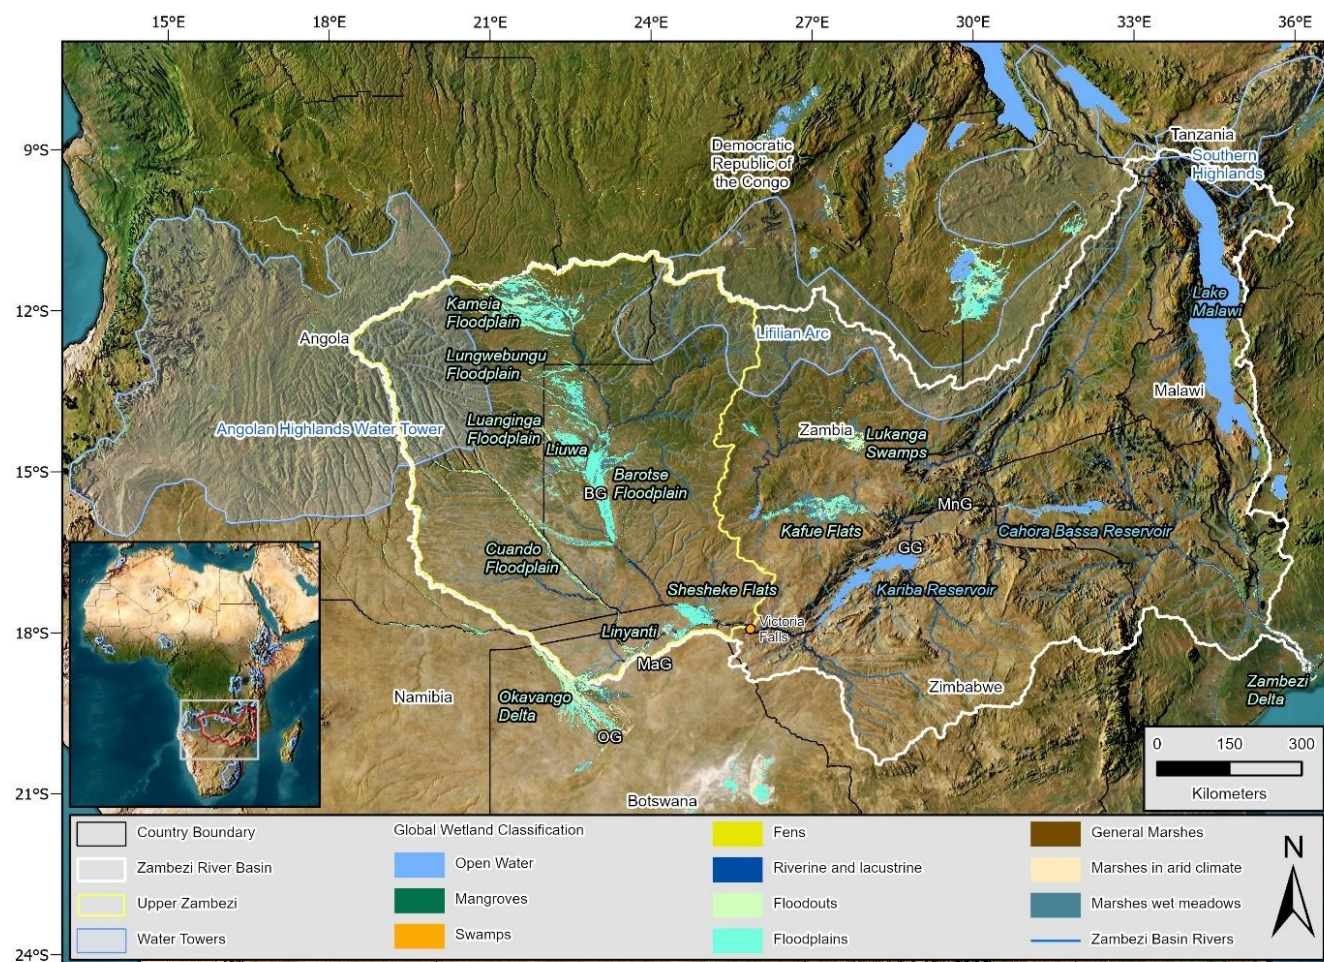 15°E 18°E 21°E 24°E 27°E 30°E 33°E 36°E
9°S
12°S
15°S
18°S
21°S
24°S
Democratic
Republic of
the Congo
Tanzania
Southern
Highlands
Kameia
Floodplain
Lake
Malawi
Angola
Lifilian Arc
Lungwebungu
Floodplain
Malawi
Luanginga
Floodplain
Angolan Highlands Water Tower
Zambia
Lukanga
Swamps
Liuwa
Barotse
Floodplain
BG
MnG
Kafue Flats
Cahora Bassa Reservoir
Cuando
Floodplain
GG
Shesheke Flats
Kariba Reservoir
Victoria
Falls
Linyanti
MaG
Namibia
Okavango
Delta
Zimbabwe
Zambezi
Delta
OG
Botswana
0 150 300
Kilometers
Country Boundary
Zambezi River Basin
Upper Zambezi
Water Towers
Global Wetland Classification
Open Water
Mangroves
Swamps
Fens
Riverine and lacustrine
Floodouts
Floodplains
General Marshes
Marshes in arid climate
Marshes wet meadows
Zambezi Basin Rivers
N